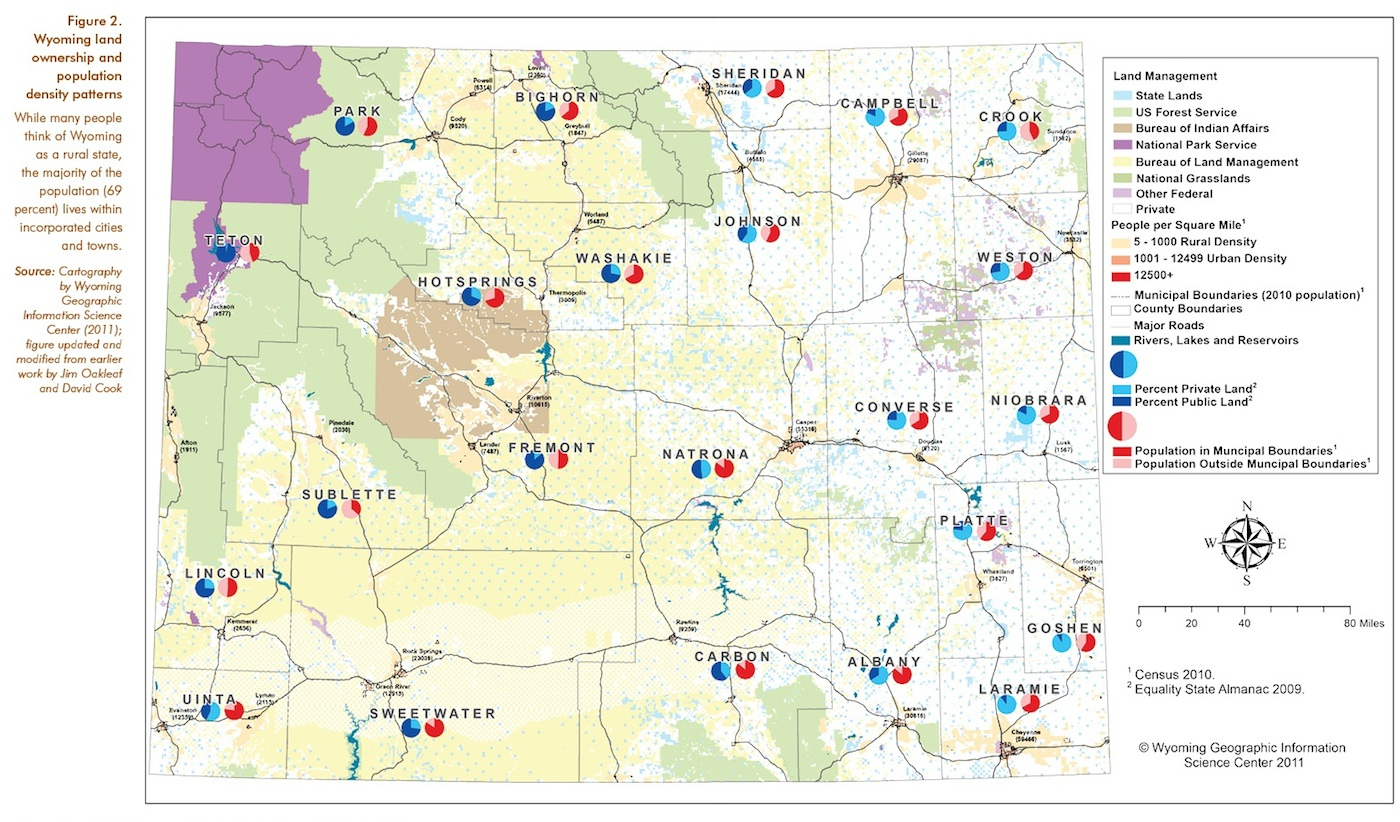 Figure 2.
Wyoming land
ownership and
population
density patterns
While many people
think of Wyoming
as a rural state,
the majority of the
population (69
percent) lives within
incorporated cities
and towns.
Source: Cartography
by Wyoming
Geographic
Information Science
Center (2011);
figure updated and
modified from earlier
work by Jim Oakleaf
and David Cook
PARK
BIGHORN
SHERIDAN
CAMPBELL
CROOK
TETON
HOTSPRINGS
WASHAKIE
JOHNSON
WESTON
FREMONT
NATRONA
CONVERSE
NIOBRARA
SUBLETTE
PLATTE
LINCOLN
GOSHEN
CARBON
ALBANY
LARAMIE
UINTA
SWEETWATER
Powell
(6314)
Lovell
Cody
(9520)
Greybull
(1847)
Sheridan
(17444)
Buffalo
(4585)
Gillette
(29087)
Sundance
(1182)
Worland
(5487)
Newcastle
(3532)
Thermopolis
(3009)
Jackson
(9577)
Riverton
(10615)
Lander
(7487)
Pinedale
(2030)
Afton
(1911)
Casper
(55316)
Douglas
(6120)
Lusk
(1567)
Wheatland
(3627)
Torrington
(6501)
Kemmerer
(2656)
Rock Springs
(23036)
Green River
(12515)
Rawlins
(9259)
Evanston
(12359)
Lyman
(2115)
Laramie
(30816)
Cheyenne
(59466)
Land Management
State Lands
US Forest Service
Bureau of Indian Affairs
National Park Service
Bureau of Land Management
National Grasslands
Other Federal
Private
People per Square Mile¹
5 - 1000 Rural Density
1001 - 12499 Urban Density
12500+
Municipal Boundaries (2010 population)¹
County Boundaries
Major Roads
Rivers, Lakes and Reservoirs
Percent Private Land²
Percent Public Land²
Population in Muncipal Boundaries¹
Population Outside Muncipal Boundaries¹
N
W E
S
0 20 40 80 Miles
¹ Census 2010.
² Equality State Almanac 2009.
© Wyoming Geographic Information
Science Center 2011